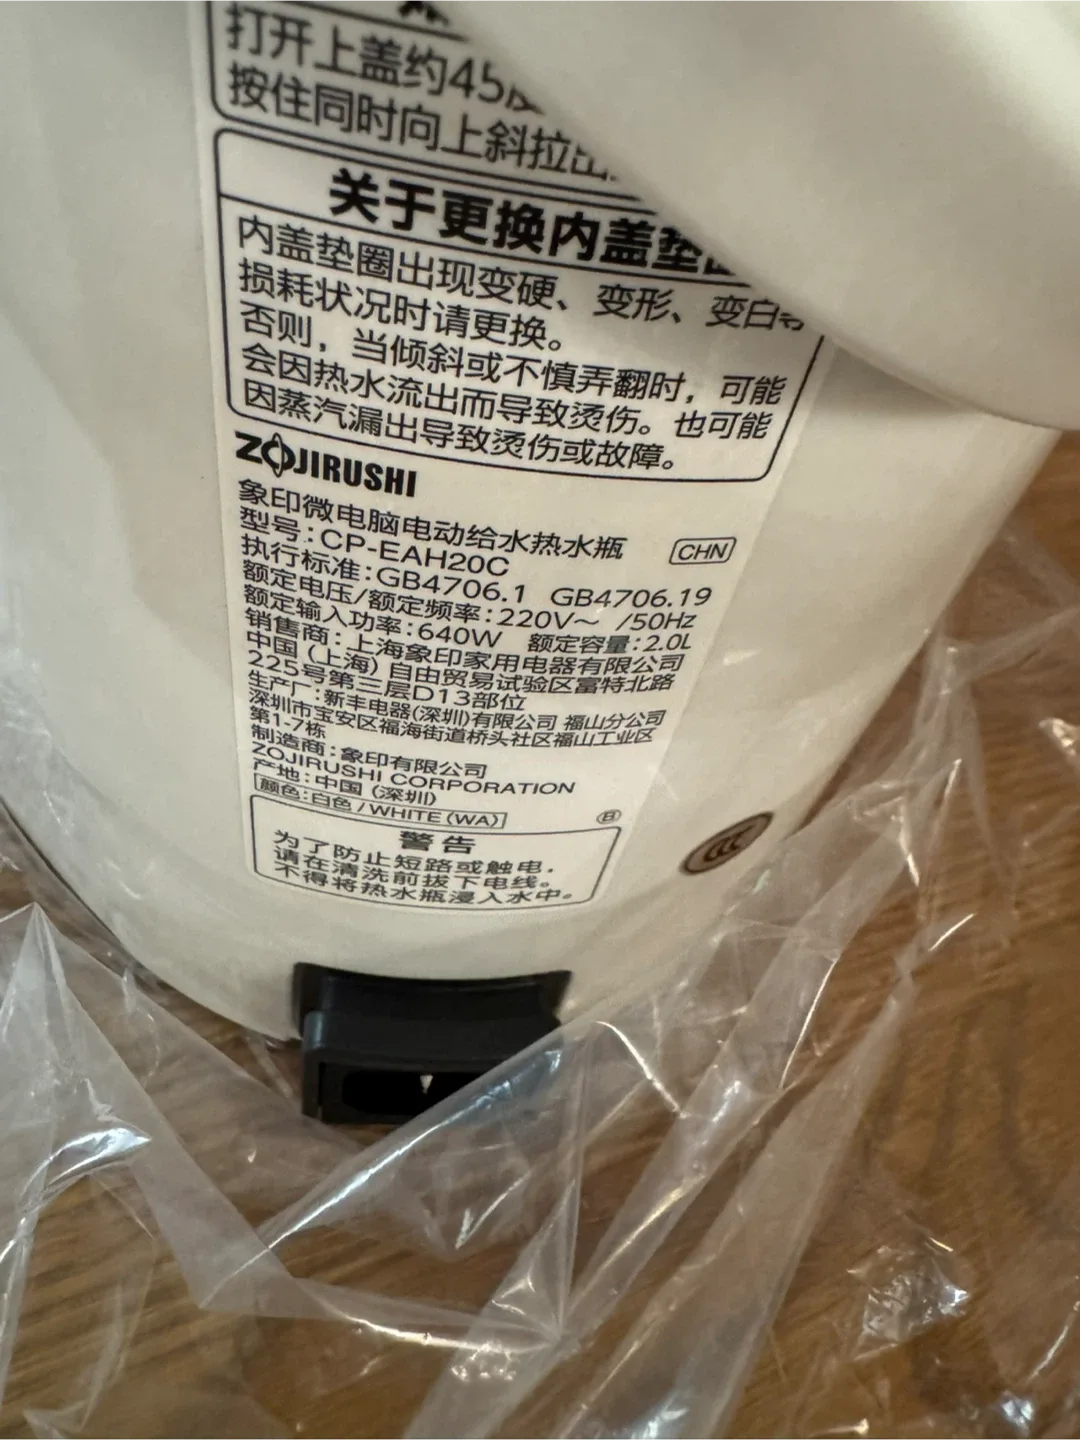 打开上盖约45度
按住同时向上斜拉出
关于更换内盖垫圈
内盖垫圈出现变硬、变形、变白等
损耗状况时请更换。
否则，当倾斜或不慎弄翻时，可能
会因热水流出而导致烫伤。也可能
因蒸汽漏出导致烫伤或故障。
ZOJIRUSHI
象印微电脑电动给水热水瓶 CHN
型号:CP-EAH20C
执行标准:GB4706.1 GB4706.19
额定电压/额定频率:220V～ /50Hz
额定输入功率:640W 额定容量:2.0L
销售商:上海象印家用电器有限公司
中国(上海)自由贸易试验区富特北路
225号第三层D13部位
生产厂:新丰电器(深圳)有限公司 福山分公司
深圳市宝安区福海街道桥头社区福山工业区
第1-7栋
制造商:象印有限公司
ZOJIRUSHI CORPORATION
产地:中国(深圳)
颜色:白色/WHITE(WA) Ⓑ
警告
为了防止短路或触电，
请在清洗前拔下电线。
不得将热水瓶浸入水中。
CCC